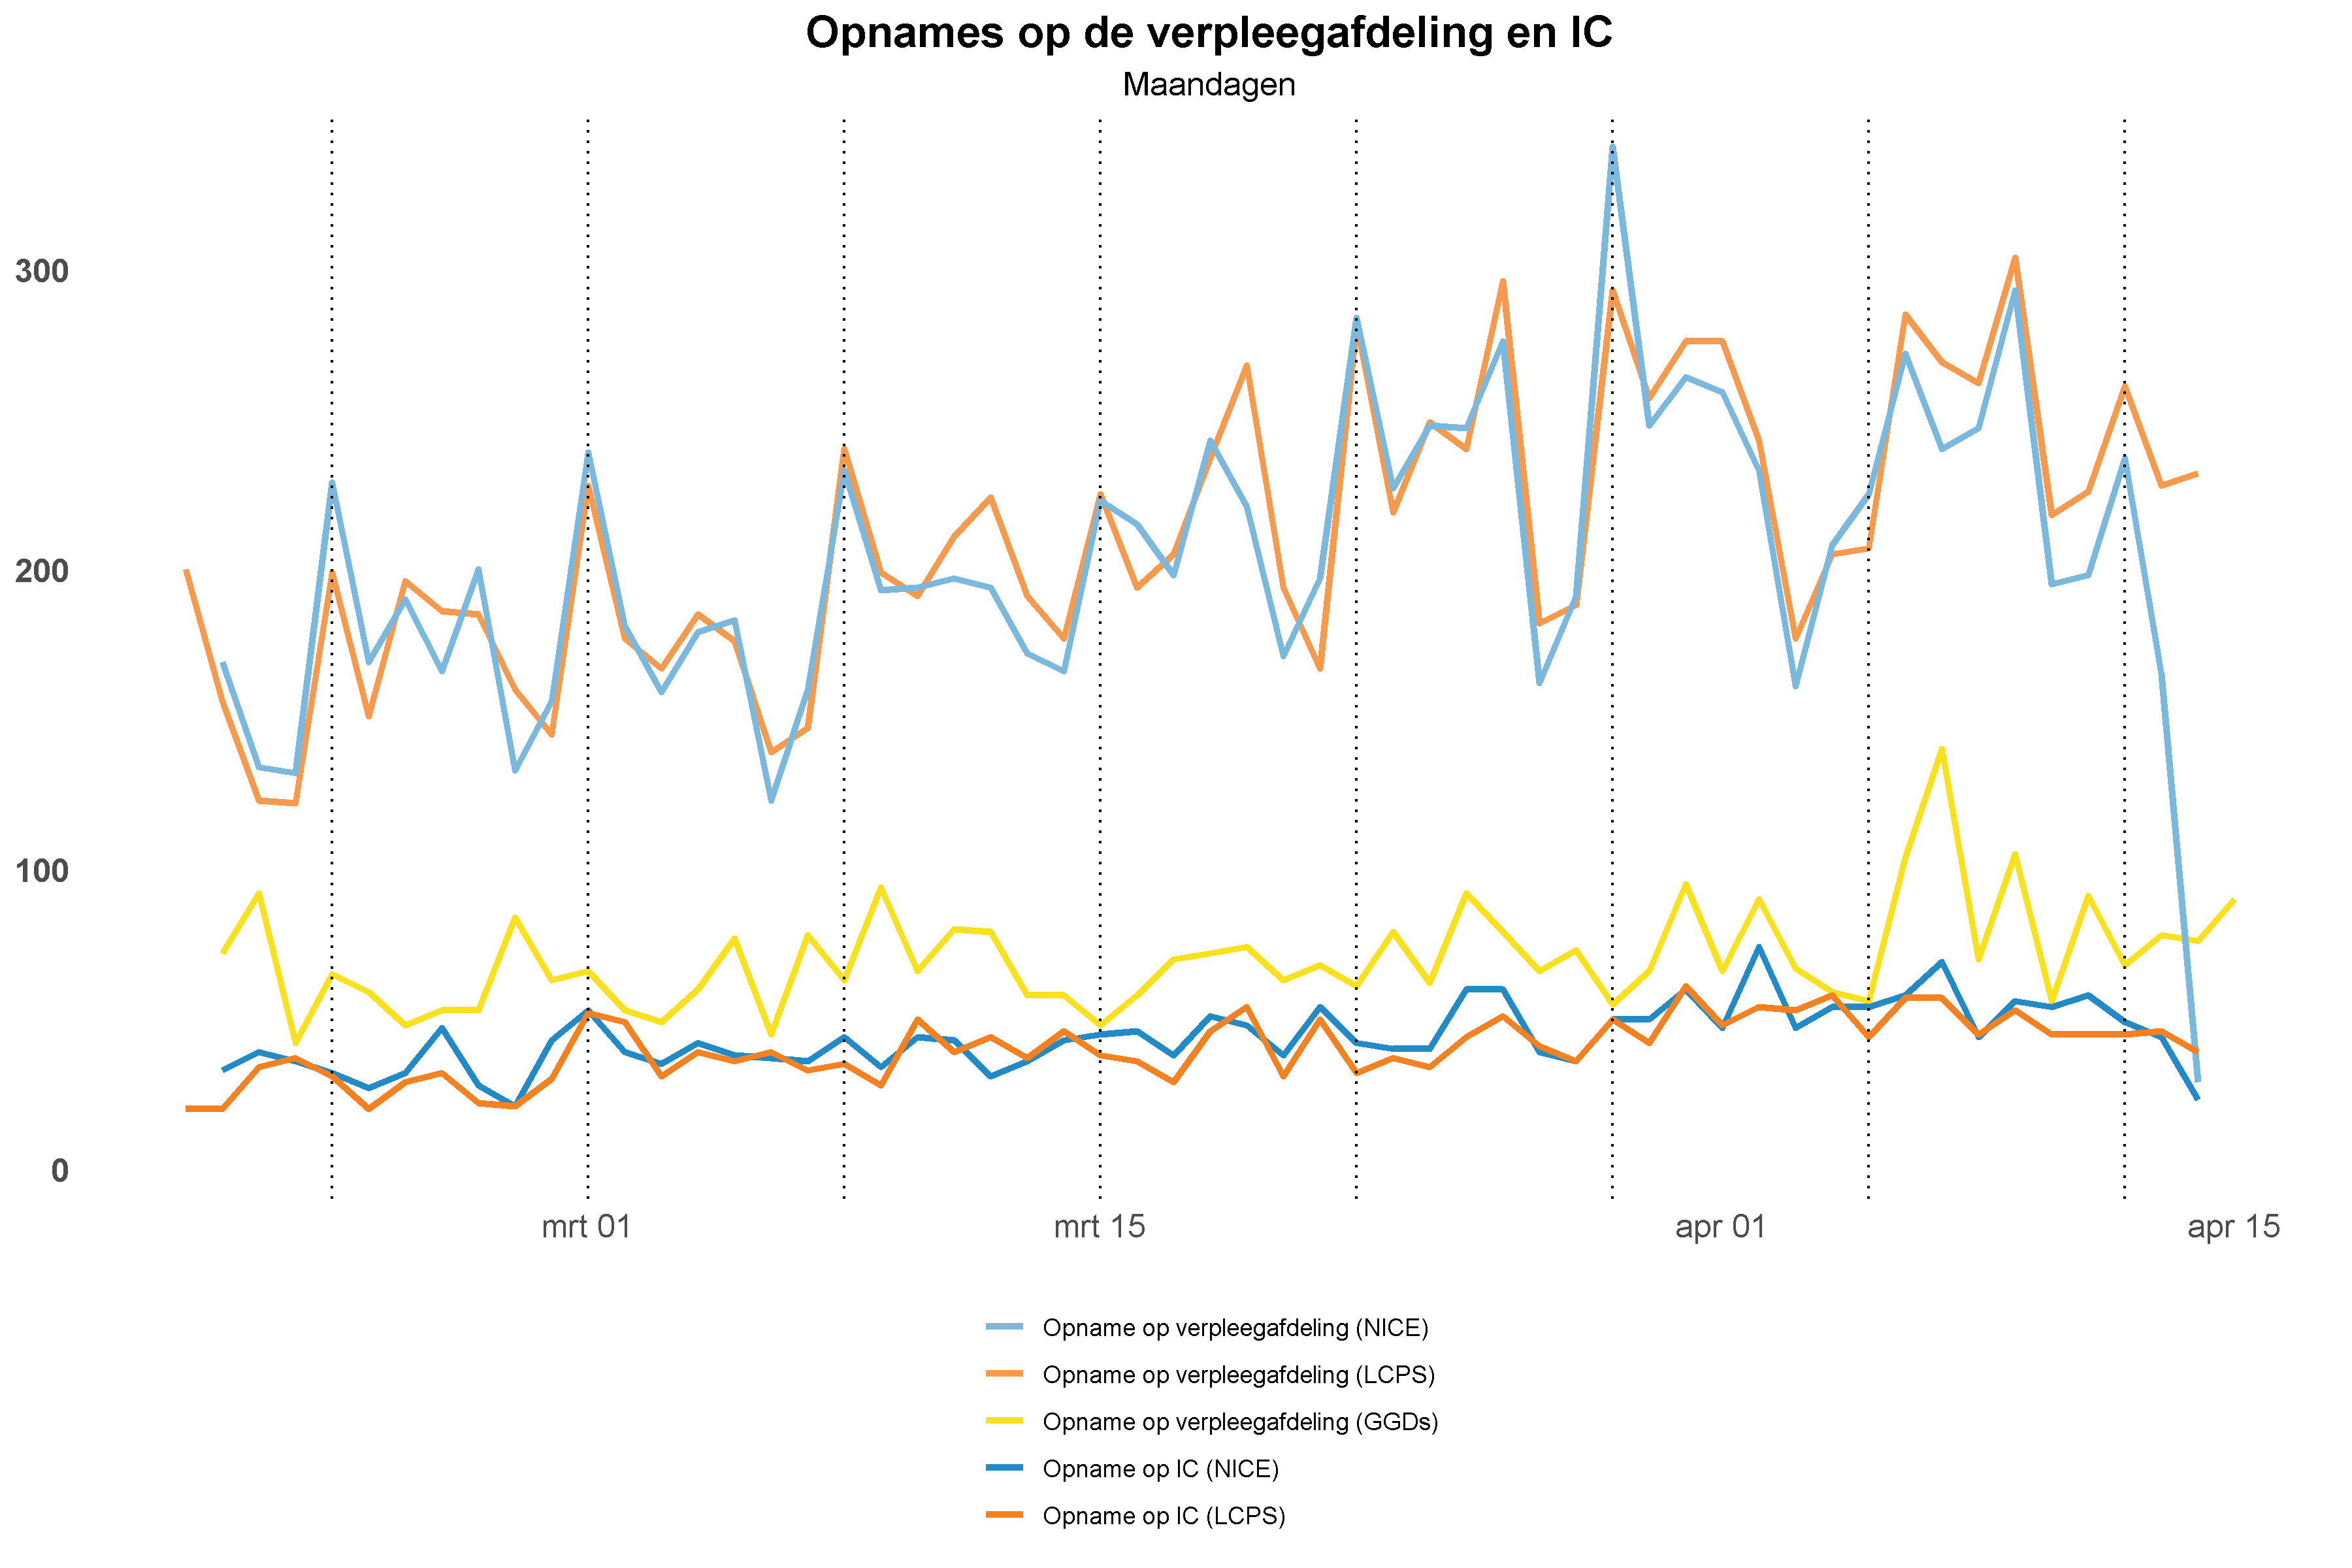 Opnames op de verpleegafdeling en IC
Maandagen
300
200
100
0
mrt 01 mrt 15 apr 01 apr 15
Opname op verpleegafdeling (NICE)
Opname op verpleegafdeling (LCPS)
Opname op verpleegafdeling (GGDs)
Opname op IC (NICE)
Opname op IC (LCPS)